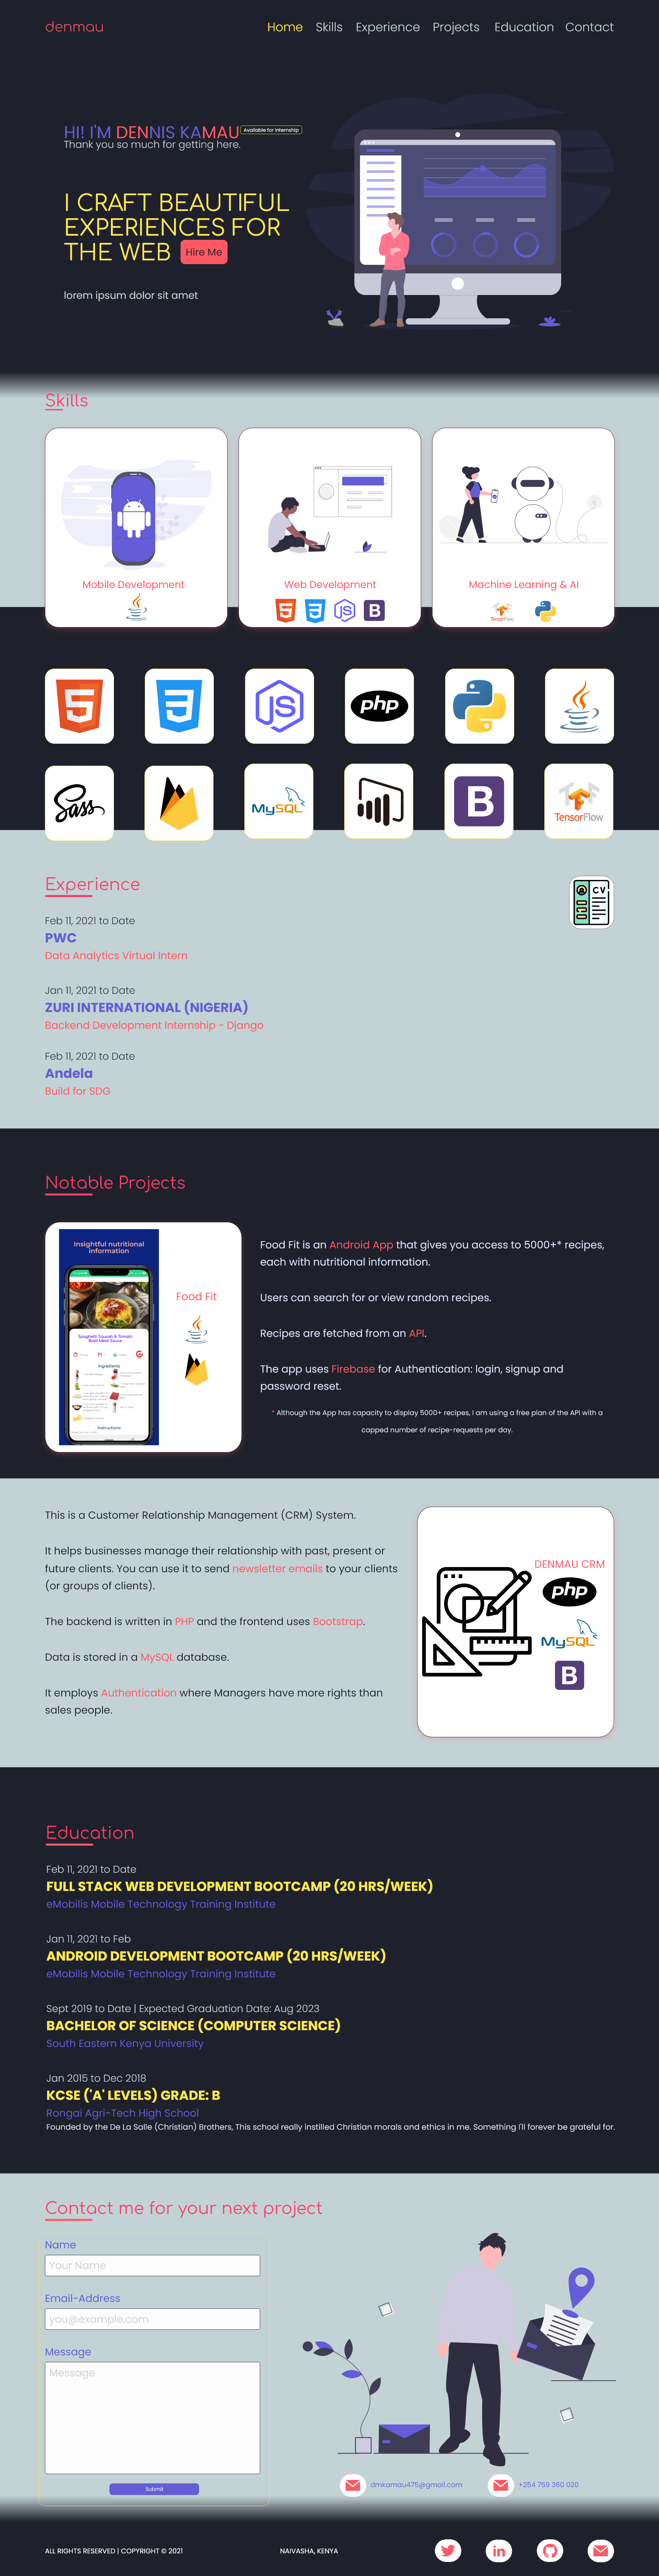 denmau
Home Skills Experience Projects Education Contact
HI! I'M DENNIS KAMAU Available for Internship
Thank you so much for getting here.
I CRAFT BEAUTIFUL
EXPERIENCES FOR
THE WEB Hire Me
lorem ipsum dolor sit amet
Skills
Mobile Development
Web Development
Machine Learning & AI
5 3 JS B TensorFlow
5 3 JS php
Sass MySQL B TensorFlow
Experience
CV
Feb 11, 2021 to Date
PWC
Data Analytics Virtual Intern
Jan 11, 2021 to Date
ZURI INTERNATIONAL (NIGERIA)
Backend Development Internship - Django
Feb 11, 2021 to Date
Andela
Build for SDG
Notable Projects
Insightful nutritional
information
Spaghetti Squash & Tomato
Basil Meat Sauce
Ingredients
Instructions
Food Fit
Food Fit is an Android App that gives you access to 5000+* recipes,
each with nutritional information.
Users can search for or view random recipes.
Recipes are fetched from an API.
The app uses Firebase for Authentication: login, signup and
password reset.
* Although the App has capacity to display 5000+ recipes, I am using a free plan of the API with a
capped number of recipe-requests per day.
This is a Customer Relationship Management (CRM) System.
It helps businesses manage their relationship with past, present or
future clients. You can use it to send newsletter emails to your clients
(or groups of clients).
The backend is written in PHP and the frontend uses Bootstrap.
Data is stored in a MySQL database.
It employs Authentication where Managers have more rights than
sales people.
DENMAU CRM
php
MySQL
B
Education
Feb 11, 2021 to Date
FULL STACK WEB DEVELOPMENT BOOTCAMP (20 HRS/WEEK)
eMobilis Mobile Technology Training Institute
Jan 11, 2021 to Feb
ANDROID DEVELOPMENT BOOTCAMP (20 HRS/WEEK)
eMobilis Mobile Technology Training Institute
Sept 2019 to Date | Expected Graduation Date: Aug 2023
BACHELOR OF SCIENCE (COMPUTER SCIENCE)
South Eastern Kenya University
Jan 2015 to Dec 2018
KCSE ('A' LEVELS) GRADE: B
Rongai Agri-Tech High School
Founded by the De La Salle (Christian) Brothers, This school really instilled Christian morals and ethics in me. Something I'll forever be grateful for.
Contact me for your next project
Name
Your Name
Email-Address
you@example.com
Message
Message
Submit
dmkamau475@gmail.com
+254 759 360 020
ALL RIGHTS RESERVED | COPYRIGHT © 2021
NAIVASHA, KENYA
in